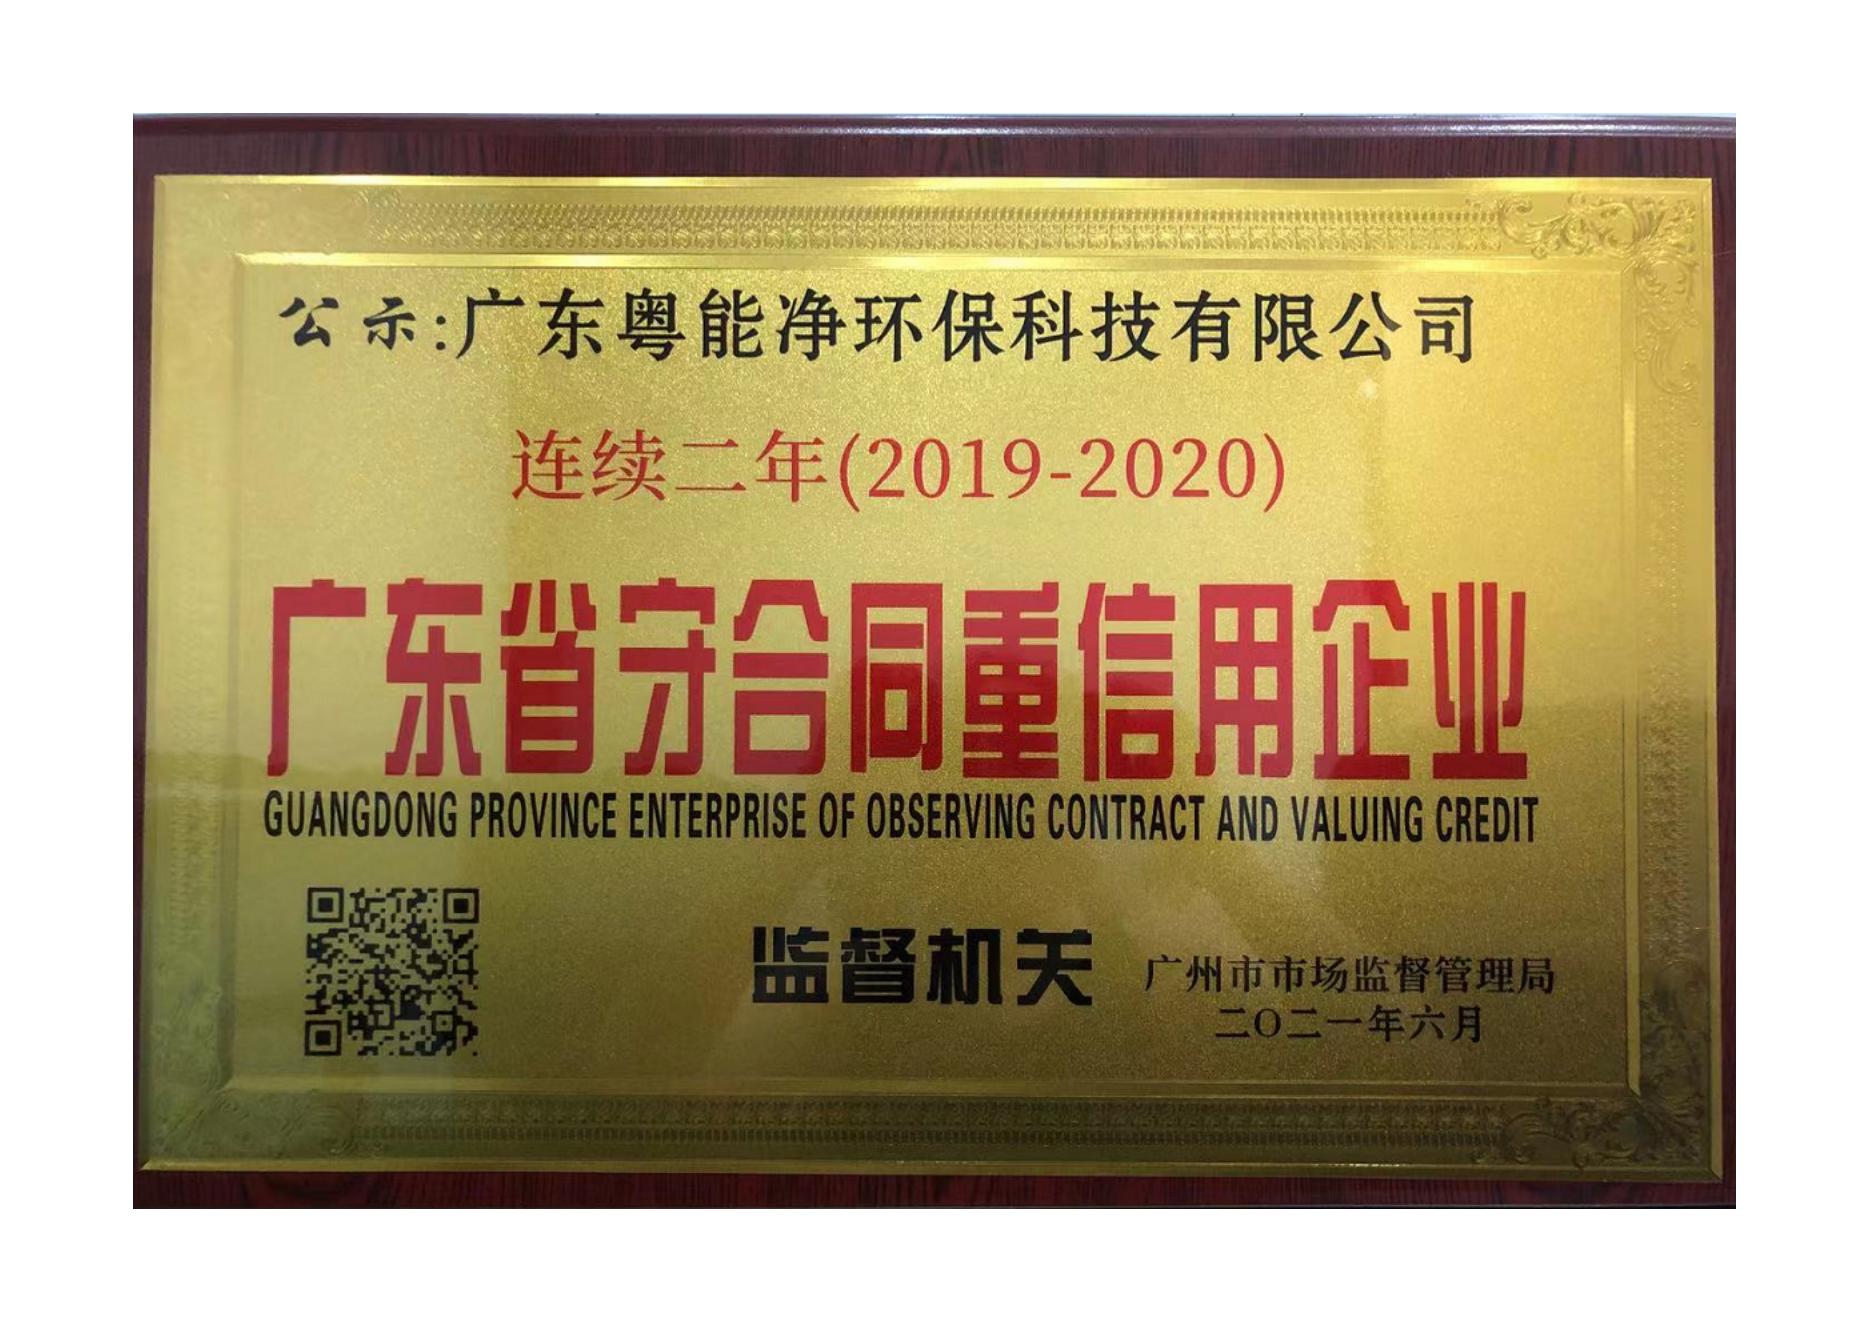 公示:广东粤能净环保科技有限公司
连续二年(2019-2020)
广东省守合同重信用企业
GUANGDONG PROVINCE ENTERPRISE OF OBSERVING CONTRACT AND VALUING CREDIT
监督机关 广州市市场监督管理局
二〇二一年六月